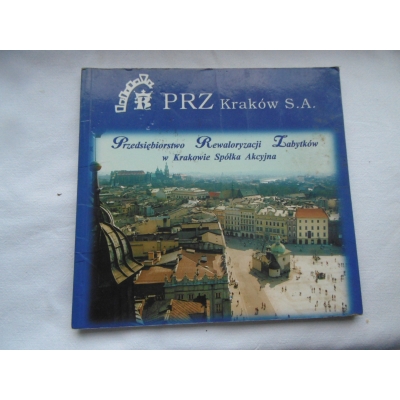 PRZ Kraków S.A.
Przedsiębiorstwo Rewaloryzacji Zabytków
w Krakowie Spółka Akcyjna